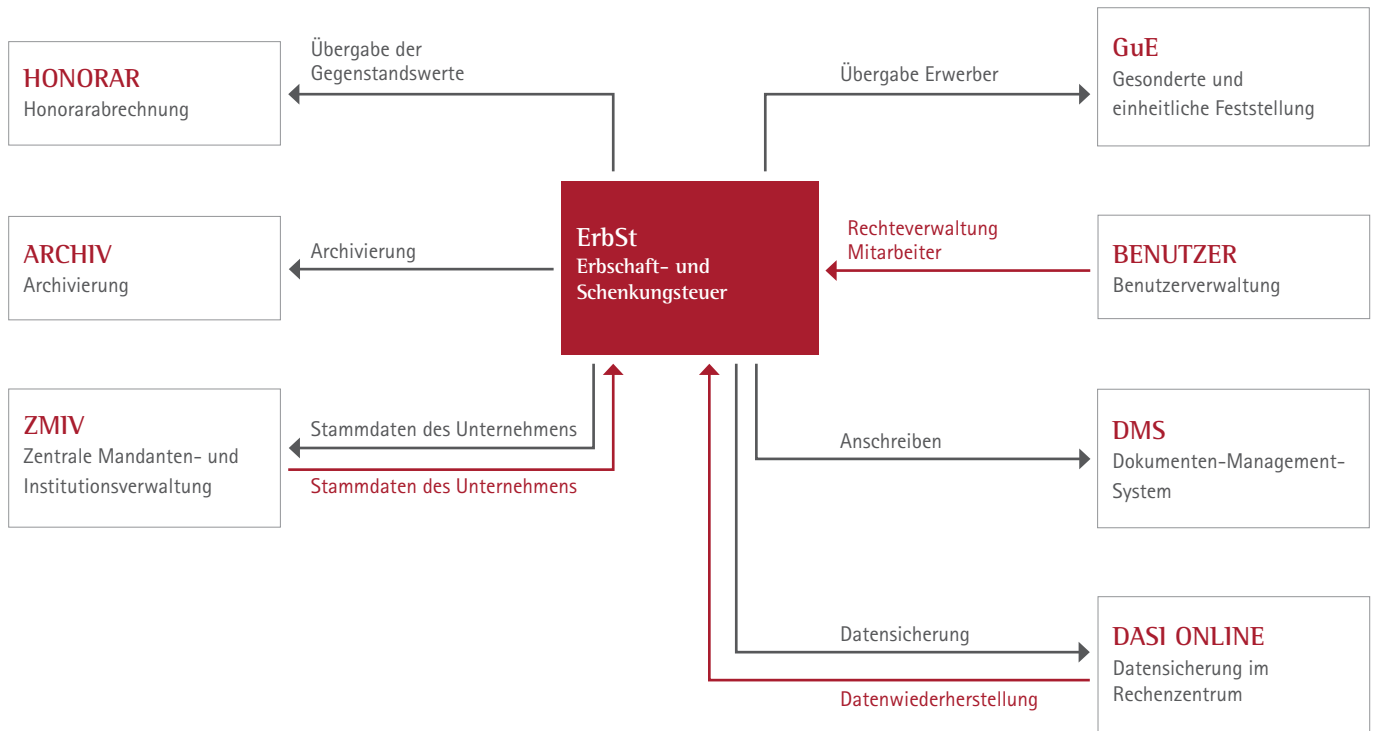 HONORAR
Honorarabrechnung
Übergabe der
Gegenstandswerte
Übergabe Erwerber
GuE
Gesonderte und
einheitliche Feststellung
ARCHIV
Archivierung
Archivierung
ErbSt
Erbschaft- und
Schenkungsteuer
Rechteverwaltung
Mitarbeiter
BENUTZER
Benutzerverwaltung
ZMIV
Zentrale Mandanten- und
Institutionsverwaltung
Stammdaten des Unternehmens
Stammdaten des Unternehmens
Anschreiben
DMS
Dokumenten-Management-
System
Datensicherung
Datenwiederherstellung
DASI ONLINE
Datensicherung im
Rechenzentrum